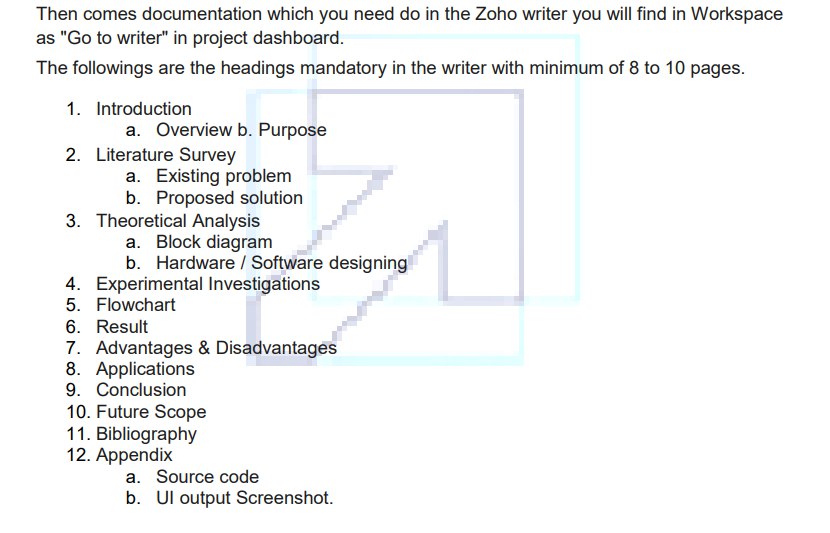 Then comes documentation which you need do in the Zoho writer you will find in Workspace
as "Go to writer" in project dashboard.
The followings are the headings mandatory in the writer with minimum of 8 to 10 pages.
1. Introduction
a. Overview b. Purpose
2. Literature Survey
a. Existing problem
b. Proposed solution
3. Theoretical Analysis
a. Block diagram
b. Hardware / Software designing
4. Experimental Investigations
5. Flowchart
6. Result
7. Advantages & Disadvantages
8. Applications
9. Conclusion
10. Future Scope
11. Bibliography
12. Appendix
a. Source code
b. UI output Screenshot.